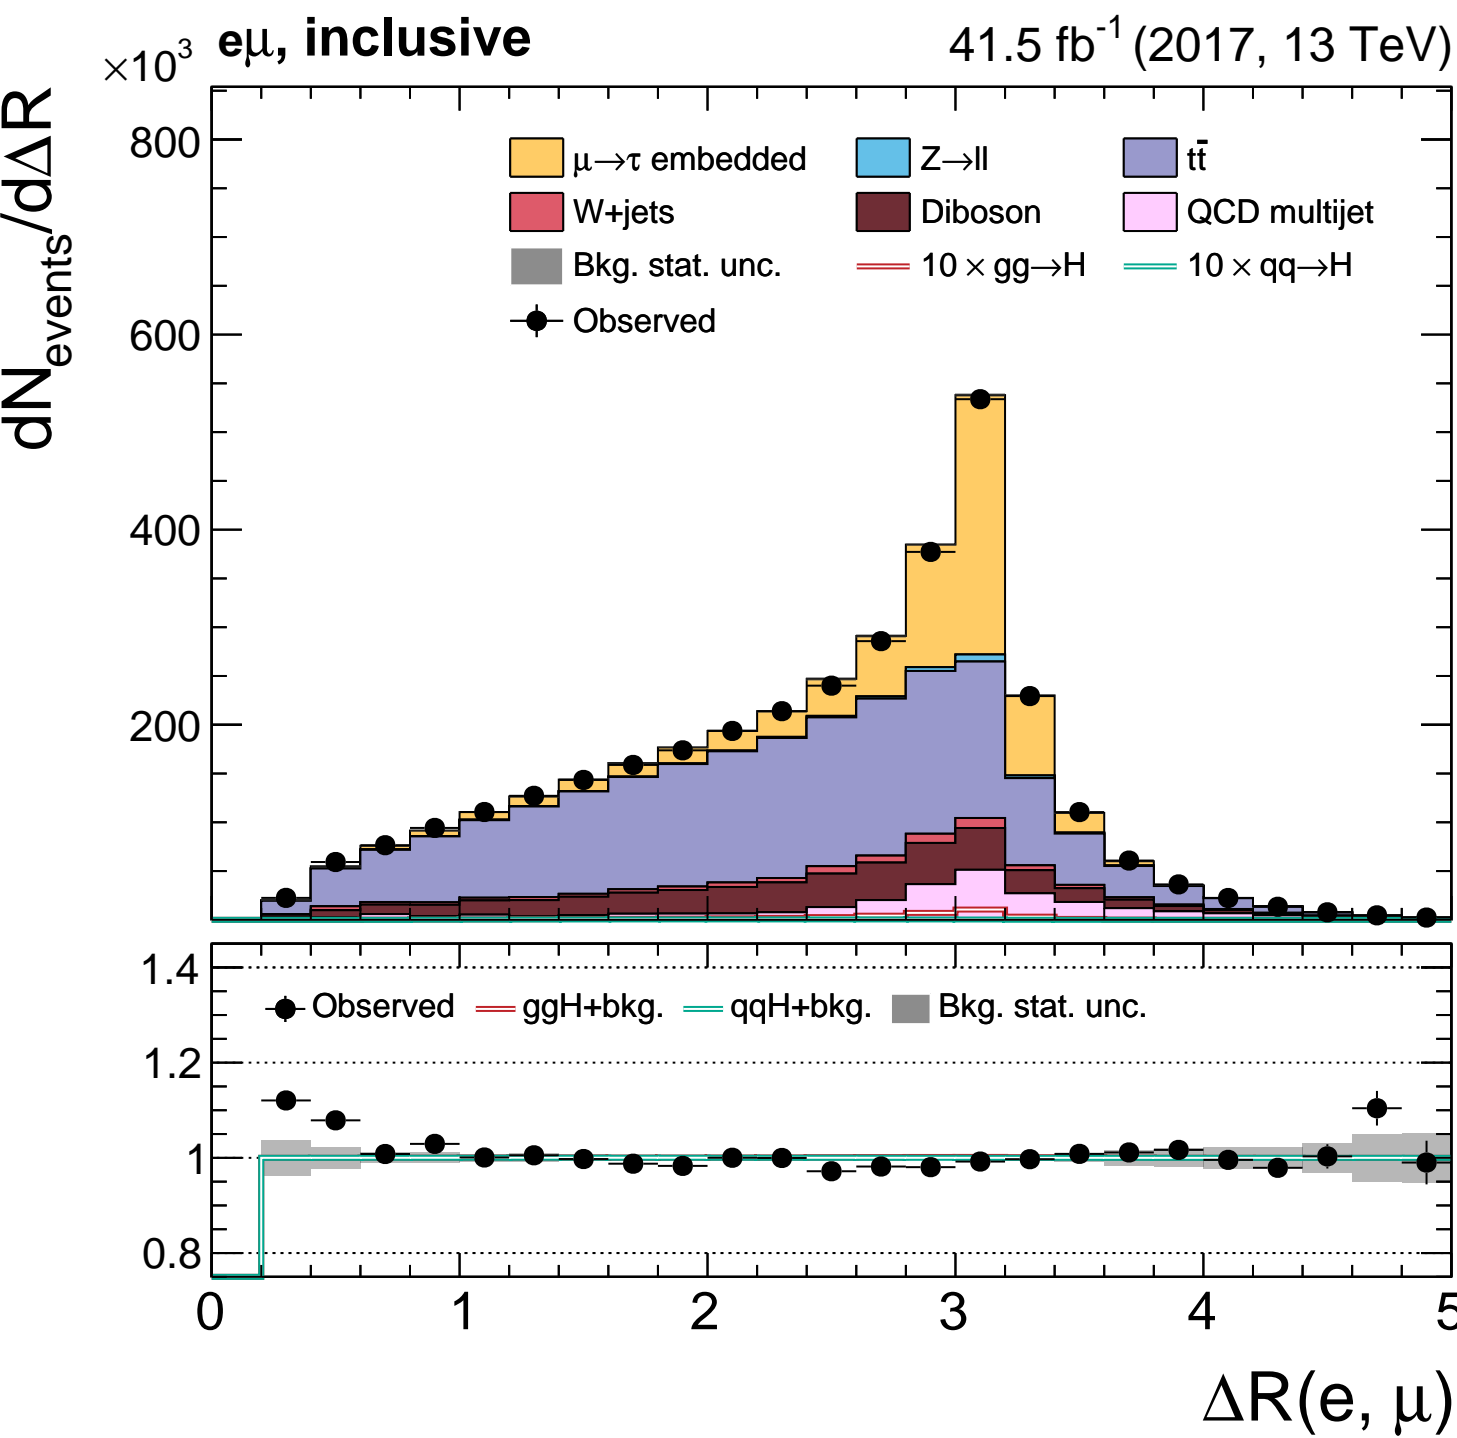 ×10³ eμ, inclusive 41.5 fb⁻¹ (2017, 13 TeV)
dN_events/dΔR
800
600
400
200
μ→τ embedded Z→ll tt̄
W+jets Diboson QCD multijet
Bkg. stat. unc. 10 × gg→H 10 × qq→H
Observed
1.4
1.2
1
0.8
Observed ggH+bkg. qqH+bkg. Bkg. stat. unc.
0 1 2 3 4 5
ΔR(e, μ)